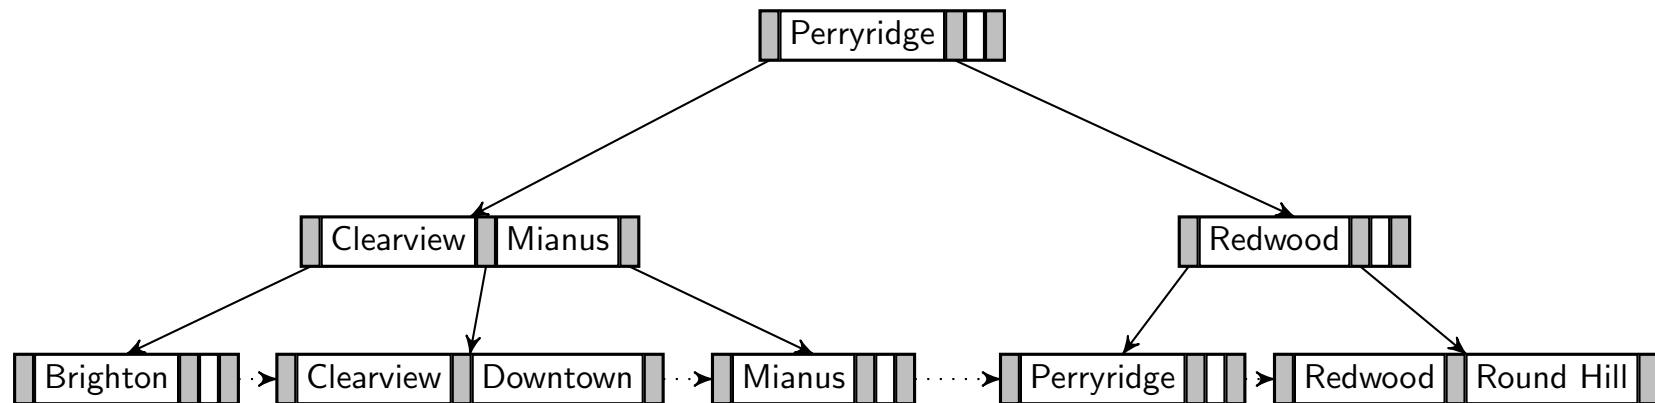 Perryridge
Clearview Mianus Redwood
Brighton Clearview Downtown Mianus Perryridge Redwood Round Hill